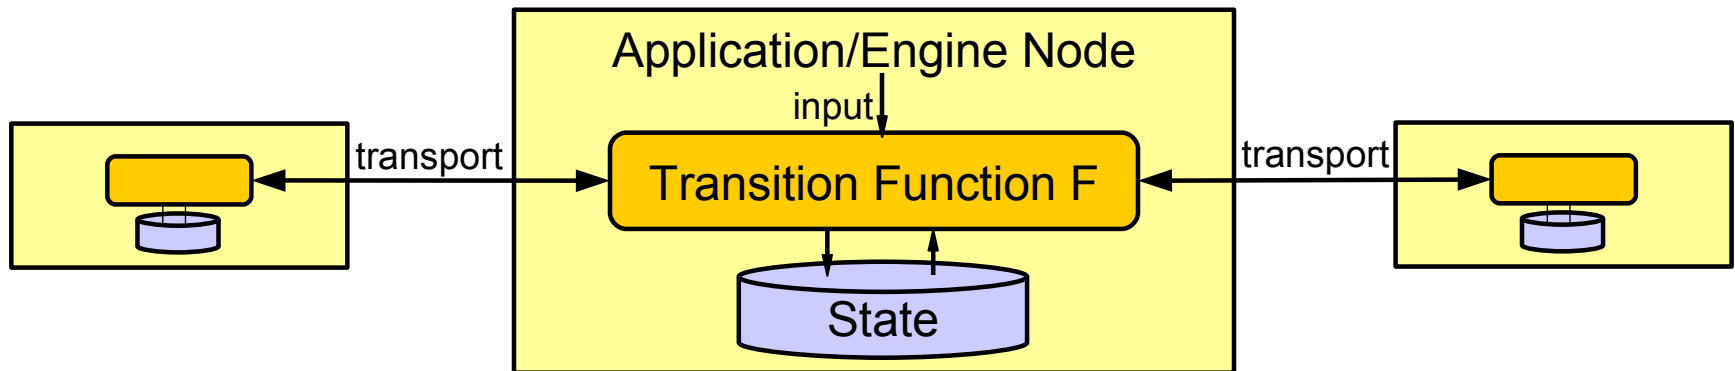 Application/Engine Node
input
transport
transport
Transition Function F
State